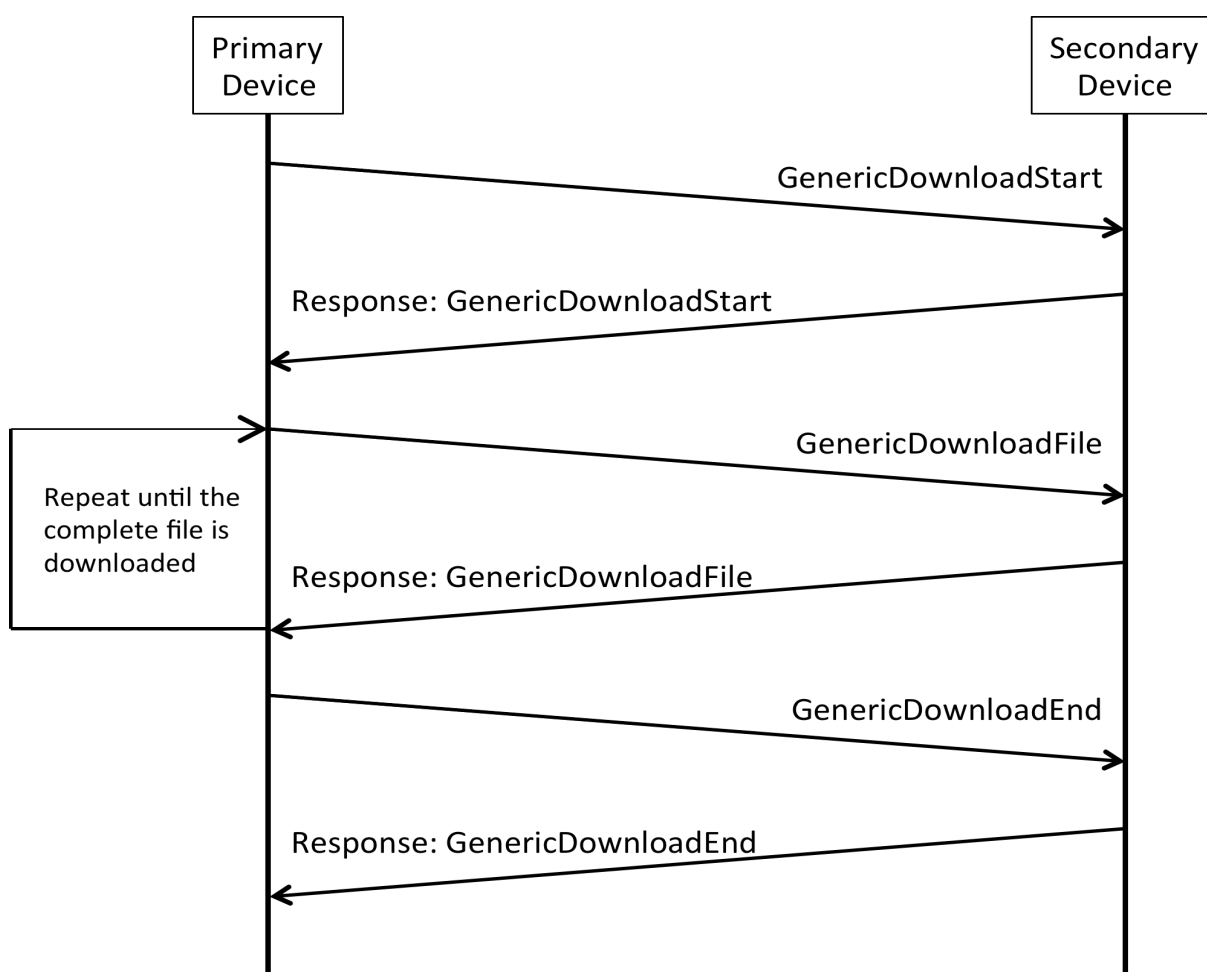 Primary
Device
Secondary
Device
GenericDownloadStart
Response: GenericDownloadStart
GenericDownloadFile
Repeat until the
complete file is
downloaded
Response: GenericDownloadFile
GenericDownloadEnd
Response: GenericDownloadEnd